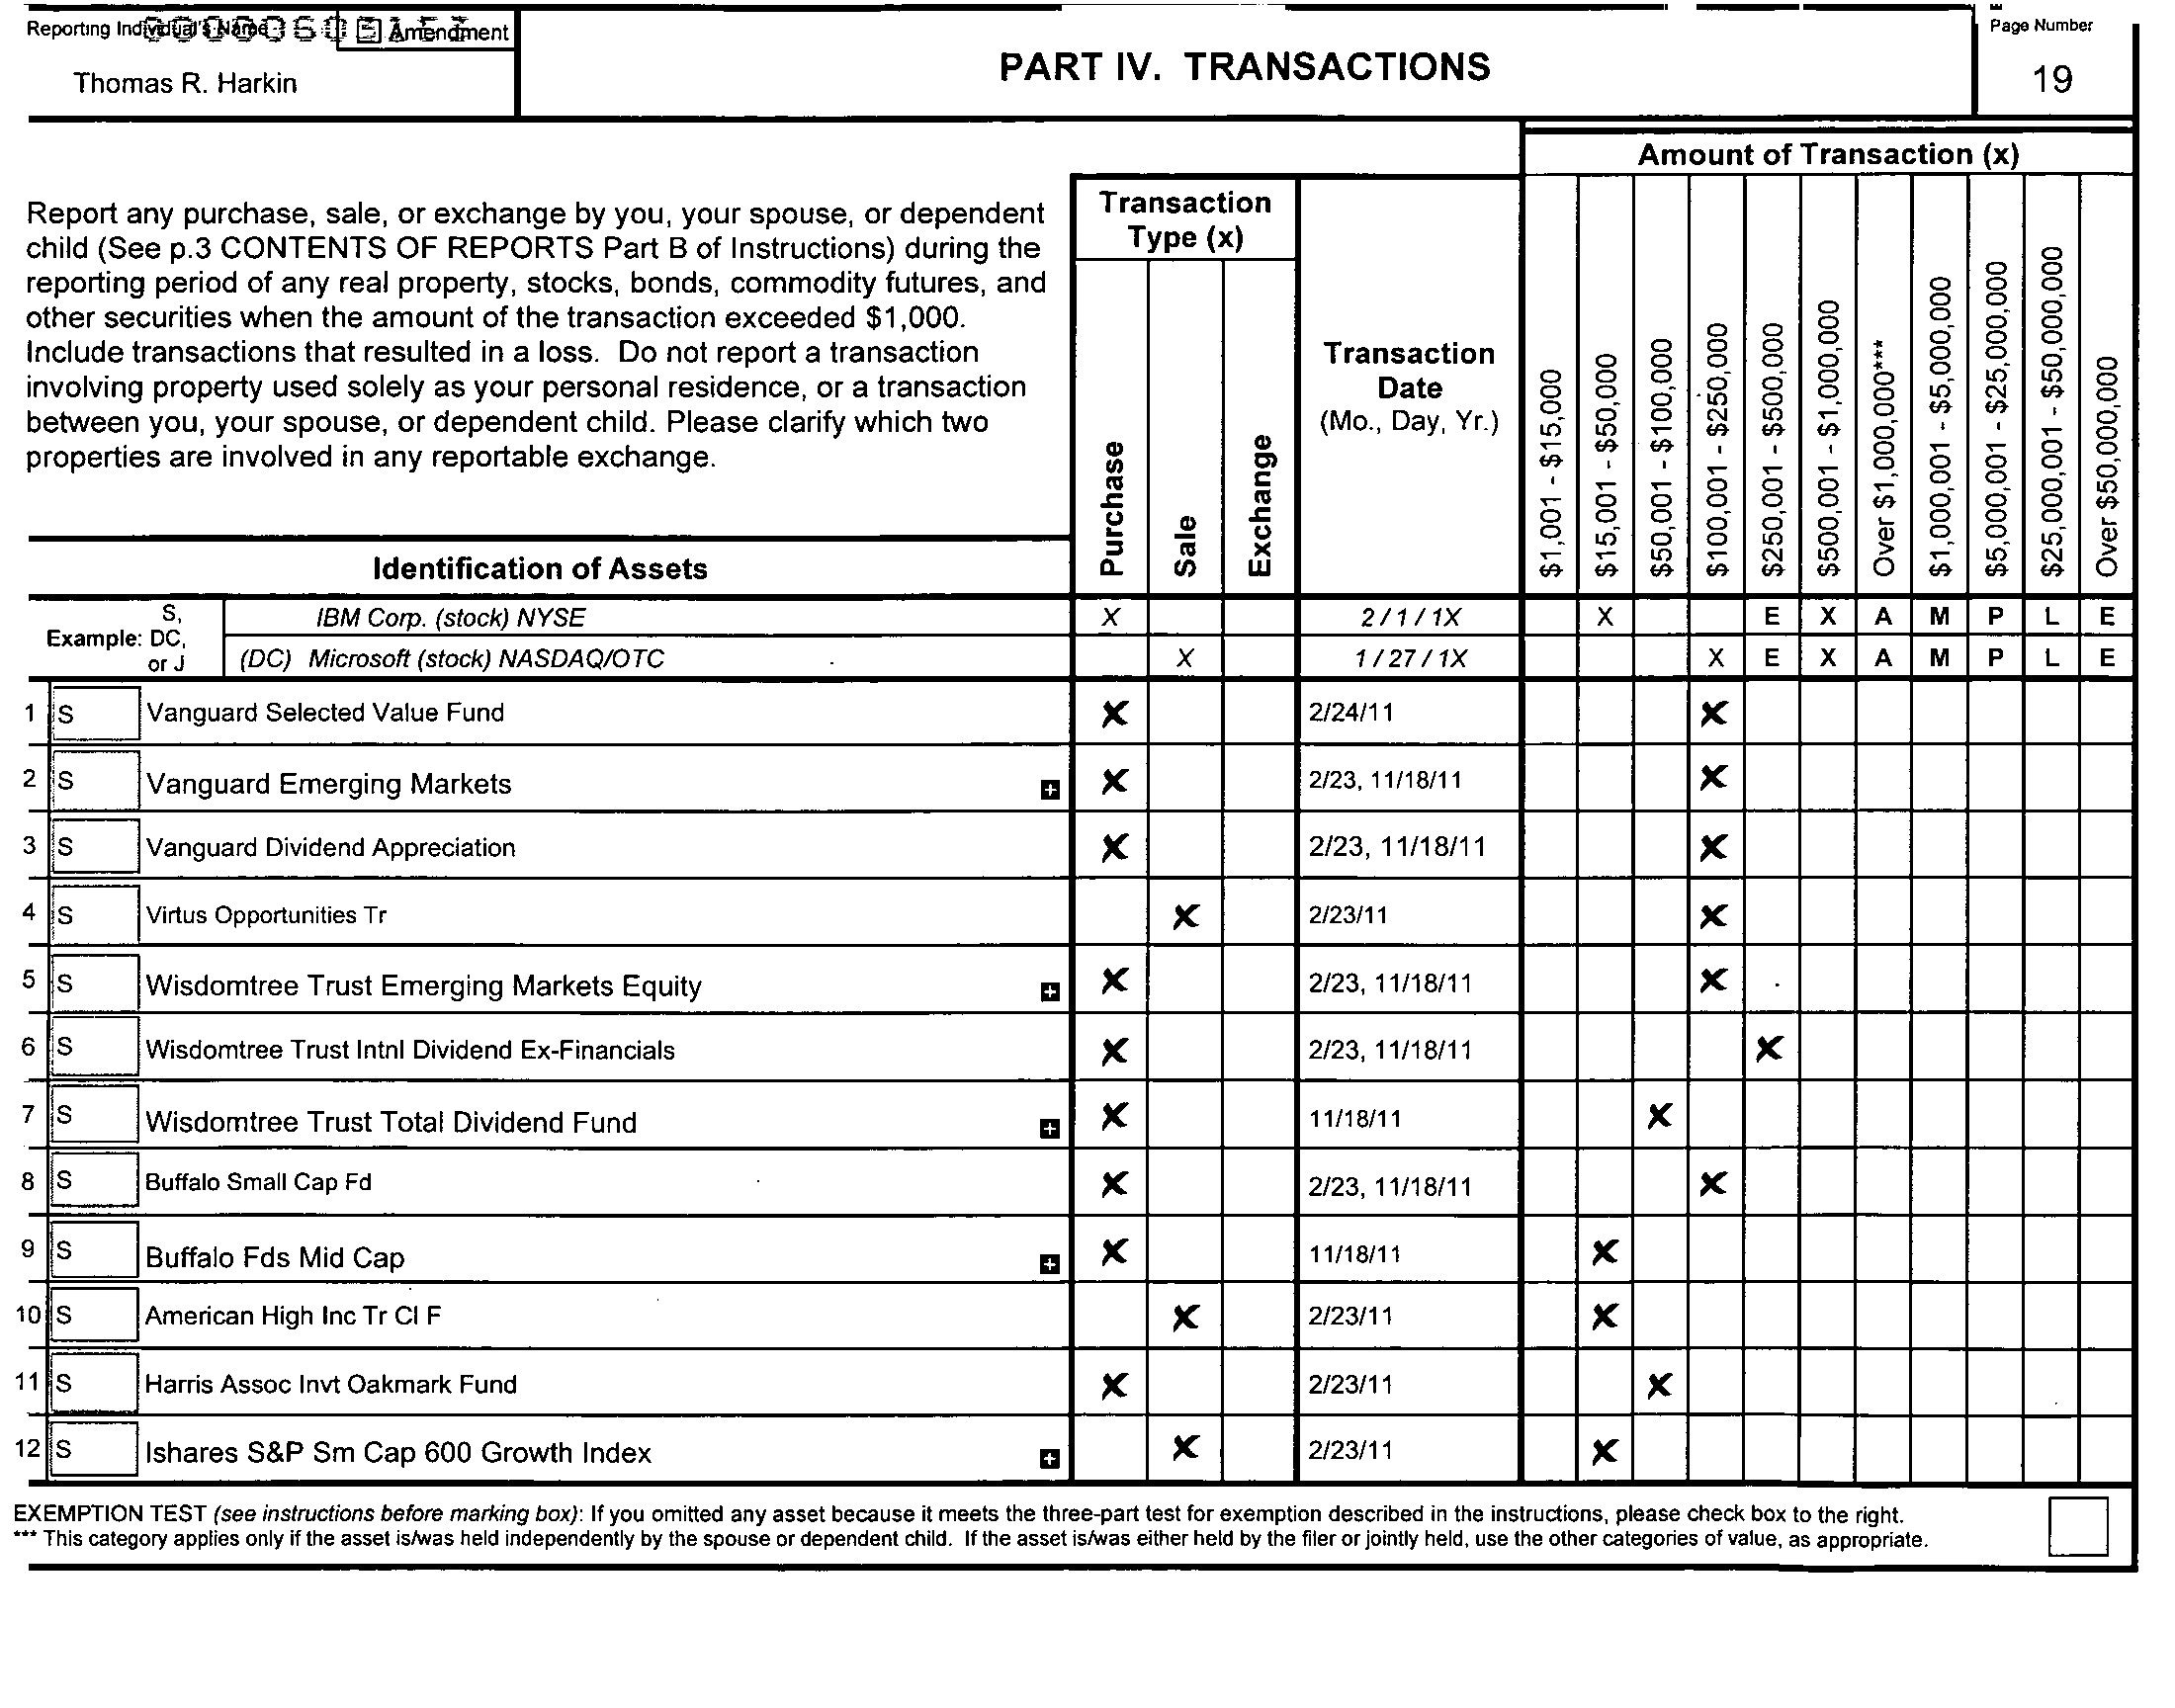 Reporting Individual's Name
Amendment
Thomas R. Harkin
PART IV. TRANSACTIONS
Page Number
19
Amount of Transaction (x)
Report any purchase, sale, or exchange by you, your spouse, or dependent
child (See p.3 CONTENTS OF REPORTS Part B of Instructions) during the
reporting period of any real property, stocks, bonds, commodity futures, and
other securities when the amount of the transaction exceeded $1,000.
Include transactions that resulted in a loss. Do not report a transaction
involving property used solely as your personal residence, or a transaction
between you, your spouse, or dependent child. Please clarify which two
properties are involved in any reportable exchange.
Transaction
Type (x)
Purchase
Sale
Exchange
Transaction
Date
(Mo., Day, Yr.)
$1,001 - $15,000
$15,001 - $50,000
$50,001 - $100,000
$100,001 - $250,000
$250,001 - $500,000
$500,001 - $1,000,000
Over $1,000,000***
$1,000,001 - $5,000,000
$5,000,001 - $25,000,000
$25,000,001 - $50,000,000
Over $50,000,000
Identification of Assets
Example: S, DC, or J
IBM Corp. (stock) NYSE X 2 / 1 / 1X X E X A M P L E
(DC) Microsoft (stock) NASDAQ/OTC X 1 / 27 / 1X X E X A M P L E
1 S Vanguard Selected Value Fund X 2/24/11 X
2 S Vanguard Emerging Markets + X 2/23, 11/18/11 X
3 S Vanguard Dividend Appreciation X 2/23, 11/18/11 X
4 S Virtus Opportunities Tr X 2/23/11 X
5 S Wisdomtree Trust Emerging Markets Equity + X 2/23, 11/18/11 X
6 S Wisdomtree Trust Intnl Dividend Ex-Financials X 2/23, 11/18/11 X
7 S Wisdomtree Trust Total Dividend Fund + X 11/18/11 X
8 S Buffalo Small Cap Fd X 2/23, 11/18/11 X
9 S Buffalo Fds Mid Cap + X 11/18/11 X
10 S American High Inc Tr Cl F X 2/23/11 X
11 S Harris Assoc Invt Oakmark Fund X 2/23/11 X
12 S Ishares S&P Sm Cap 600 Growth Index + X 2/23/11 X
EXEMPTION TEST (see instructions before marking box): If you omitted any asset because it meets the three-part test for exemption described in the instructions, please check box to the right.
*** This category applies only if the asset is/was held independently by the spouse or dependent child. If the asset is/was either held by the filer or jointly held, use the other categories of value, as appropriate.